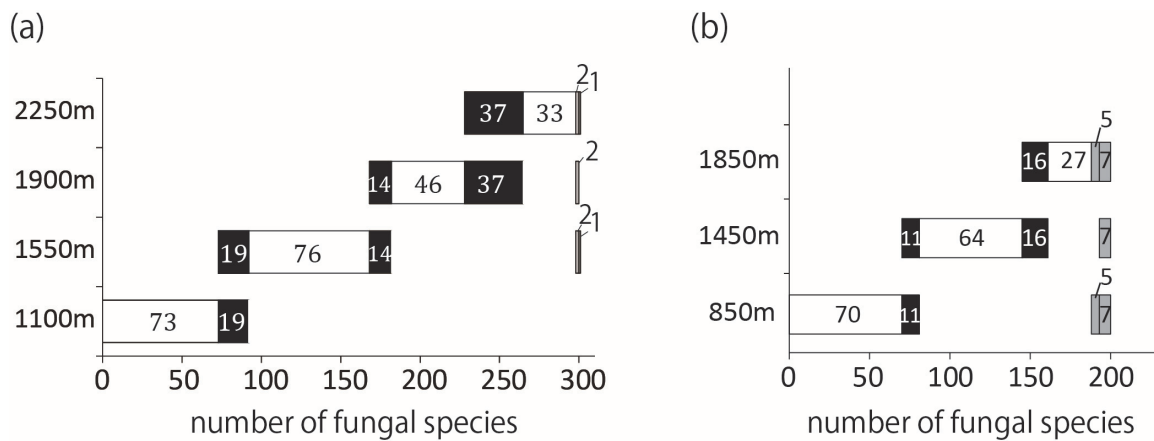 (a)
2250m 37 33 2 1
1900m 14 46 37 2
1550m 19 76 14 2 1
1100m 73 19
0 50 100 150 200 250 300
number of fungal species
(b)
1850m 16 27 5 7
1450m 11 64 16 7
850m 70 11 5 7
0 50 100 150 200
number of fungal species